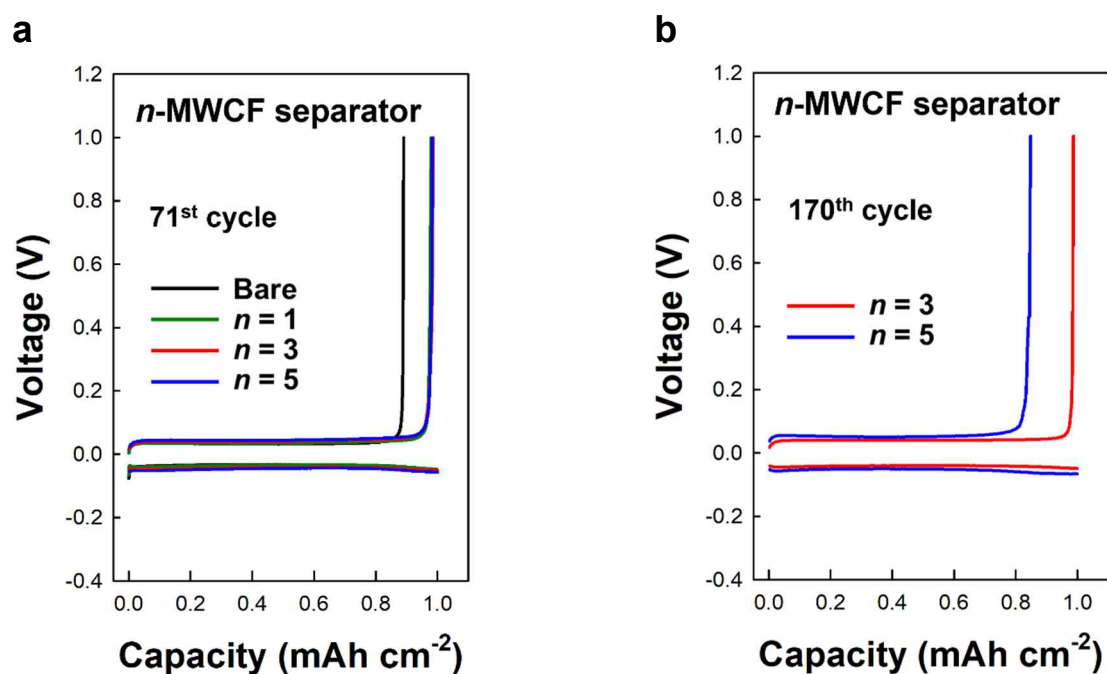 a
1.2
1.0
0.8
0.6
0.4
0.2
0.0
-0.2
-0.4
Voltage (V)
n-MWCF separator
71st cycle
Bare
n = 1
n = 3
n = 5
0.0 0.2 0.4 0.6 0.8 1.0
Capacity (mAh cm-2)
b
1.2
1.0
0.8
0.6
0.4
0.2
0.0
-0.2
-0.4
Voltage (V)
n-MWCF separator
170th cycle
n = 3
n = 5
0.0 0.2 0.4 0.6 0.8 1.0
Capacity (mAh cm-2)